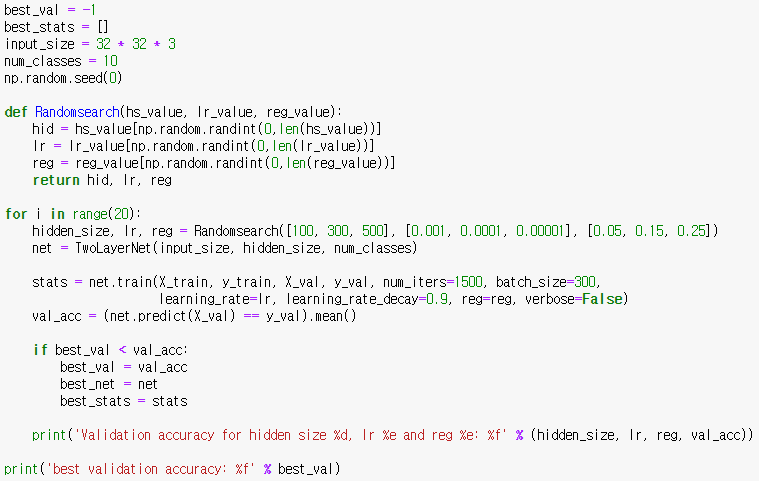 best_val = -1
best_stats = []
input_size = 32 * 32 * 3
num_classes = 10
np.random.seed(0)

def Randomsearch(hs_value, lr_value, reg_value):
    hid = hs_value[np.random.randint(0,len(hs_value))]
    lr = lr_value[np.random.randint(0,len(lr_value))]
    reg = reg_value[np.random.randint(0,len(reg_value))]
    return hid, lr, reg

for i in range(20):
    hidden_size, lr, reg = Randomsearch([100, 300, 500], [0.001, 0.0001, 0.00001], [0.05, 0.15, 0.25])
    net = TwoLayerNet(input_size, hidden_size, num_classes)

    stats = net.train(X_train, y_train, X_val, y_val, num_iters=1500, batch_size=300,
                      learning_rate=lr, learning_rate_decay=0.9, reg=reg, verbose=False)
    val_acc = (net.predict(X_val) == y_val).mean()

    if best_val < val_acc:
        best_val = val_acc
        best_net = net
        best_stats = stats

    print('Validation accuracy for hidden size %d, lr %e and reg %e: %f' % (hidden_size, lr, reg, val_acc))

print('best validation accuracy: %f' % best_val)